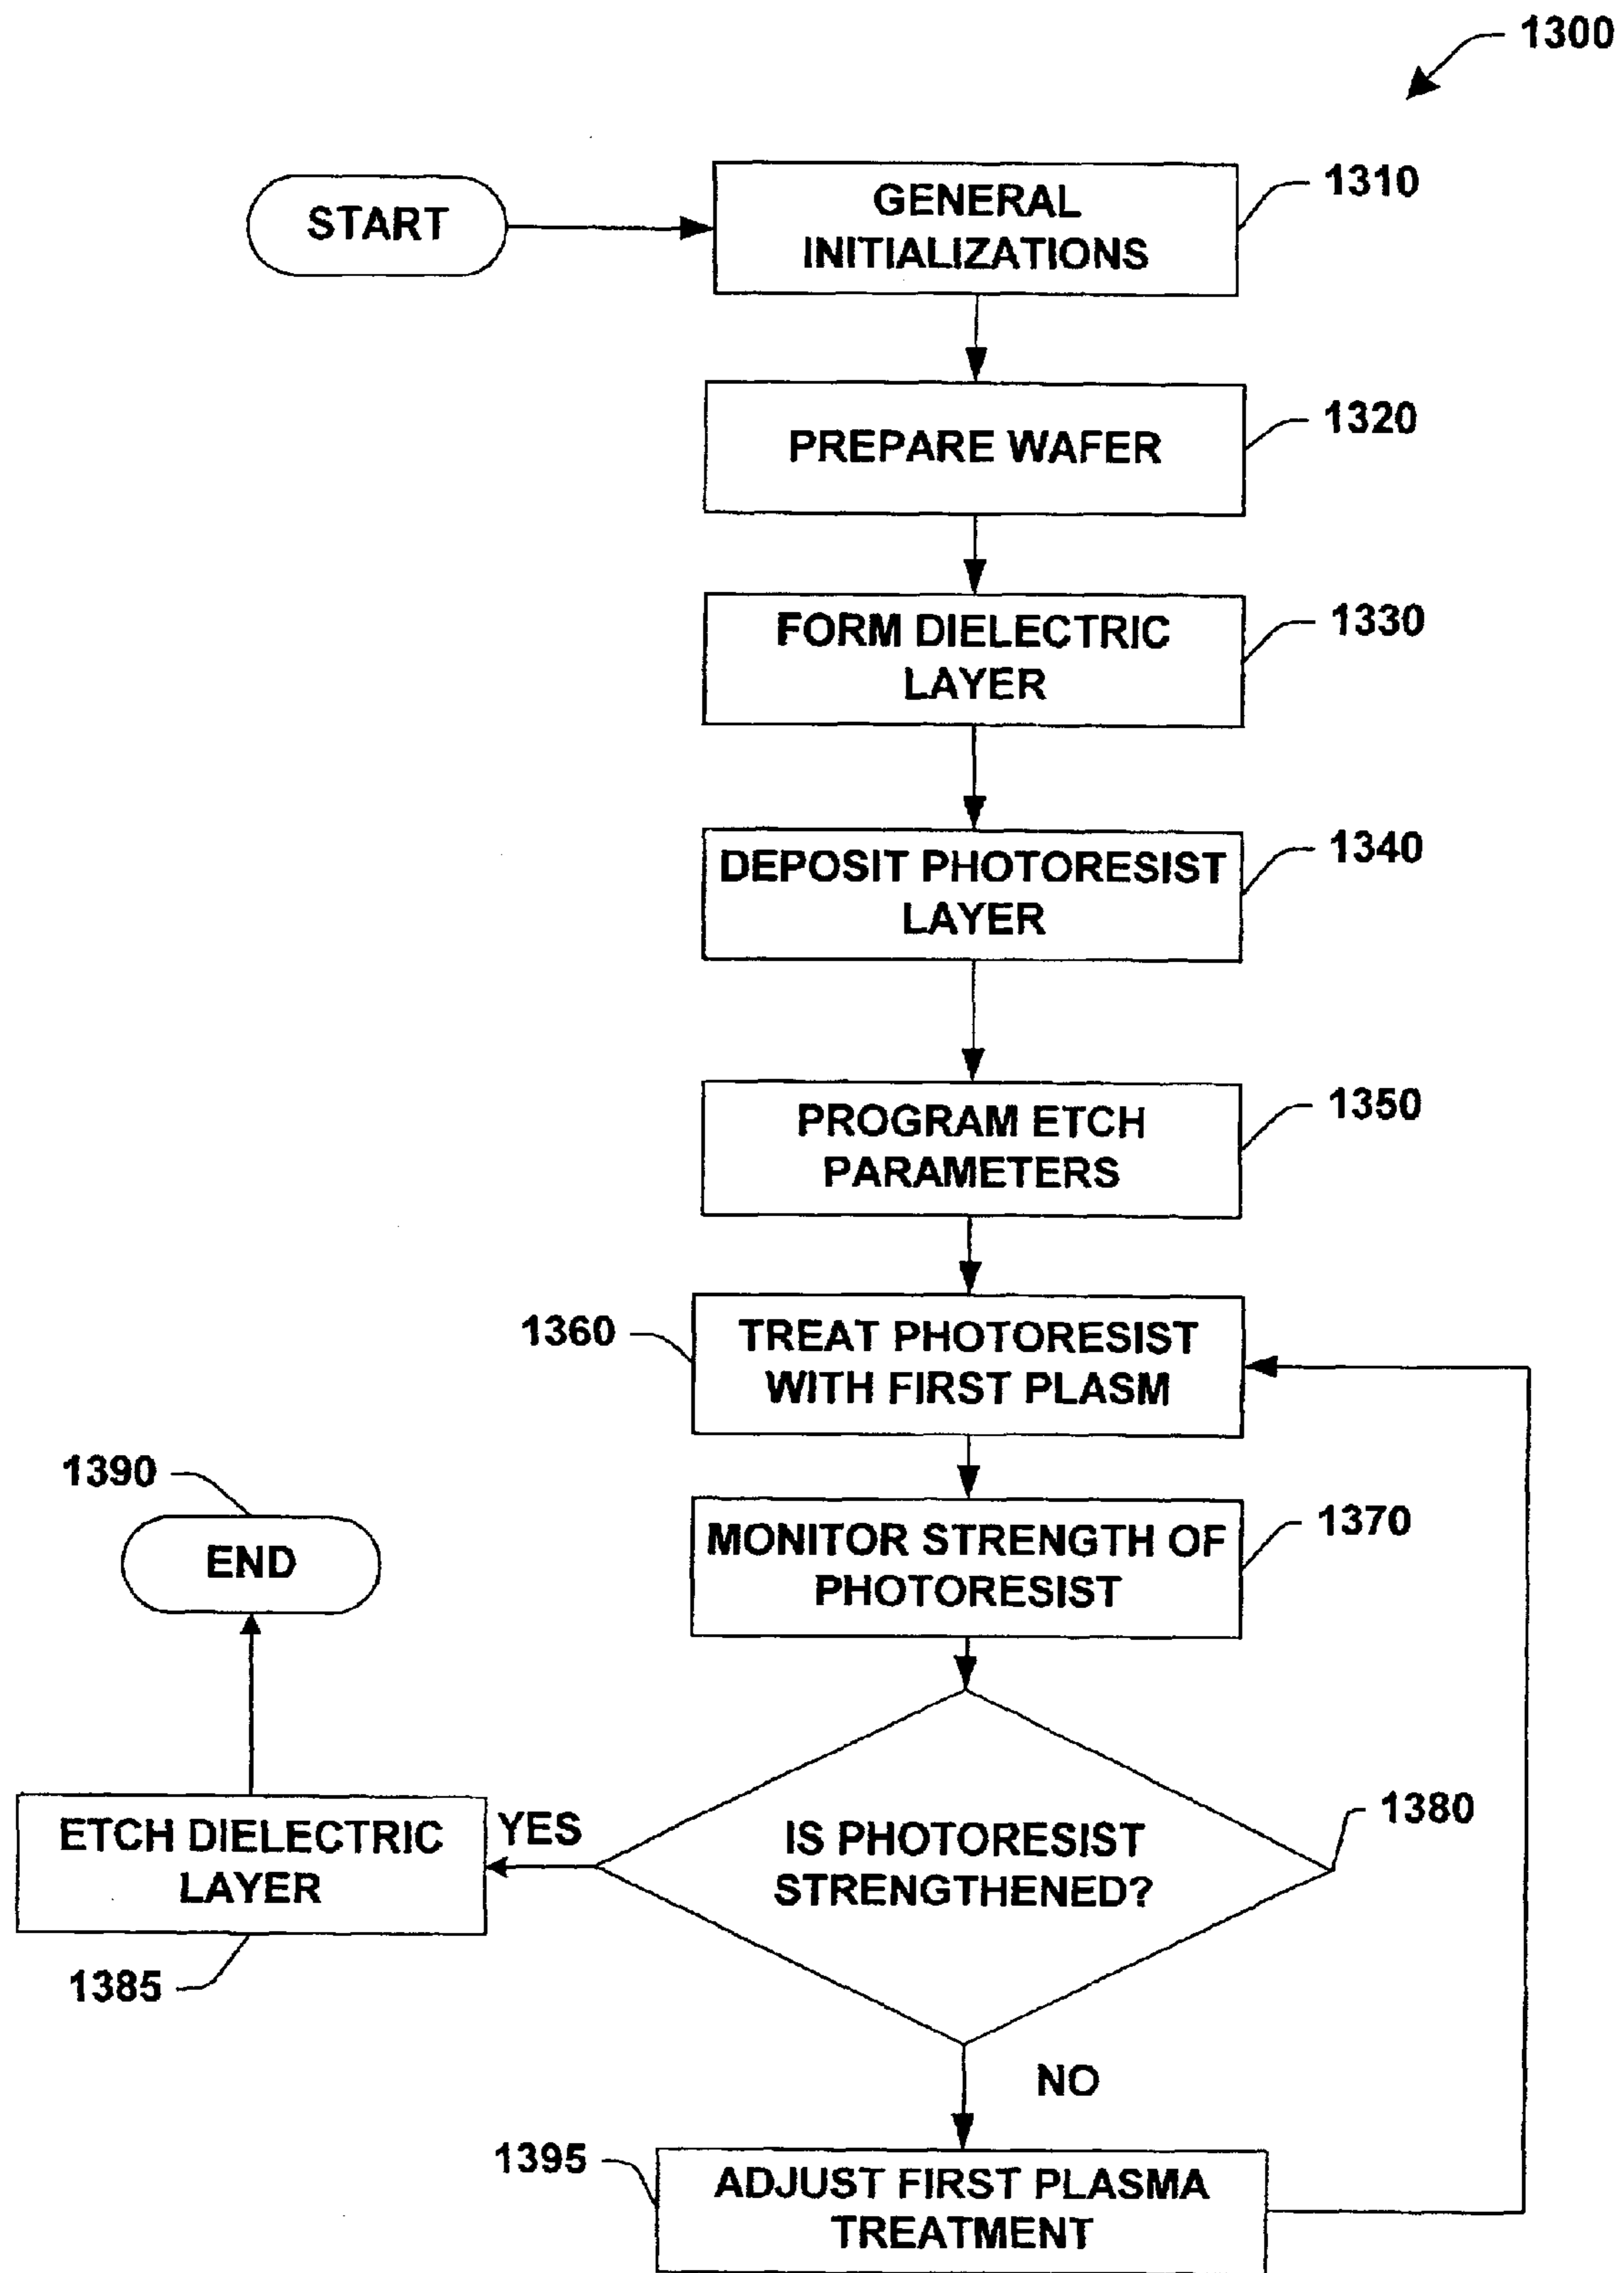 1300
START
GENERAL
INITIALIZATIONS
1310
PREPARE WAFER
1320
FORM DIELECTRIC
LAYER
1330
DEPOSIT PHOTORESIST
LAYER
1340
PROGRAM ETCH
PARAMETERS
1350
1360
TREAT PHOTORESIST
WITH FIRST PLASM
MONITOR STRENGTH OF
PHOTORESIST
1370
1390
END
IS PHOTORESIST
STRENGTHENED?
1380
YES
ETCH DIELECTRIC
LAYER
1385
NO
1395
ADJUST FIRST PLASMA
TREATMENT